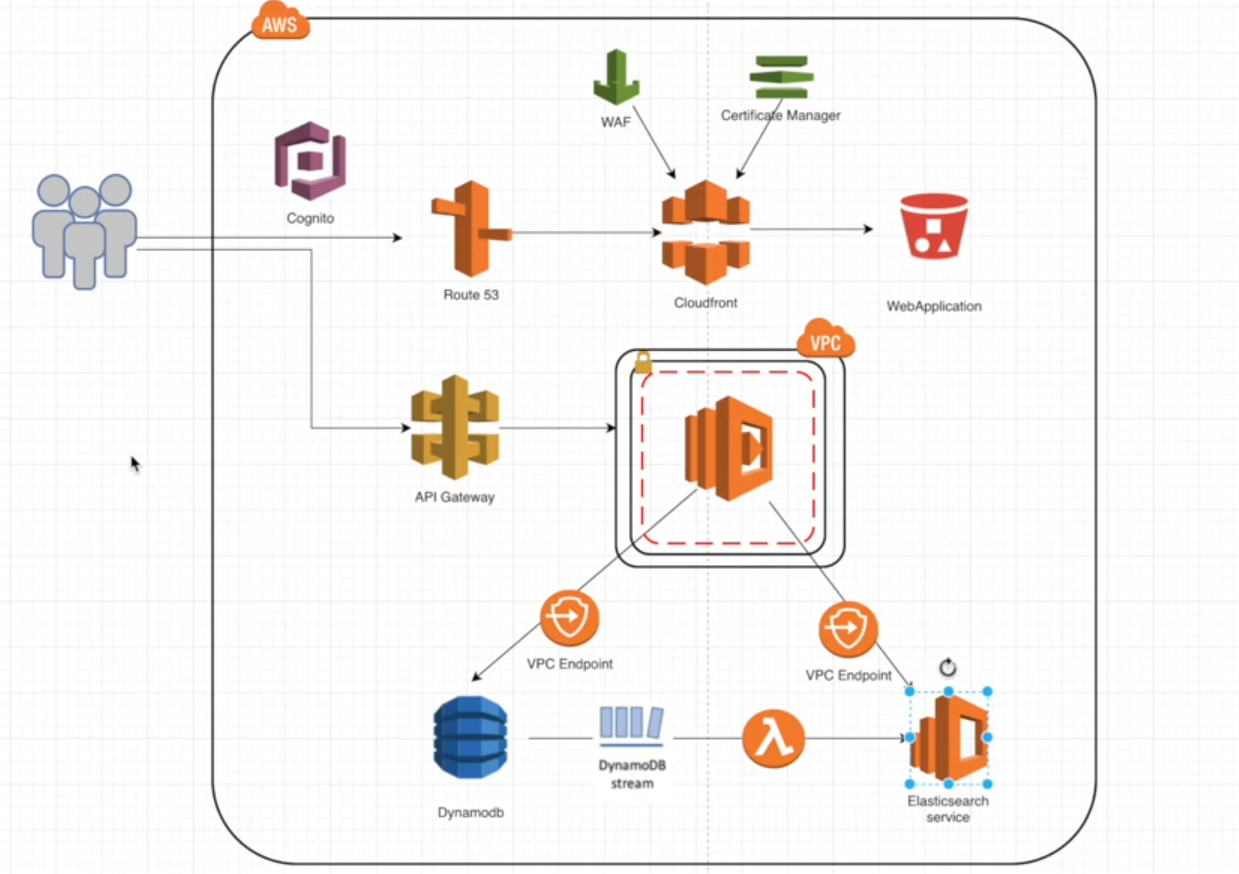 AWS
WAF
Certificate Manager
Cognito
Route 53
Cloudfront
WebApplication
VPC
API Gateway
VPC Endpoint
VPC Endpoint
λ
DynamoDB
stream
Dynamodb
Elasticsearch
service